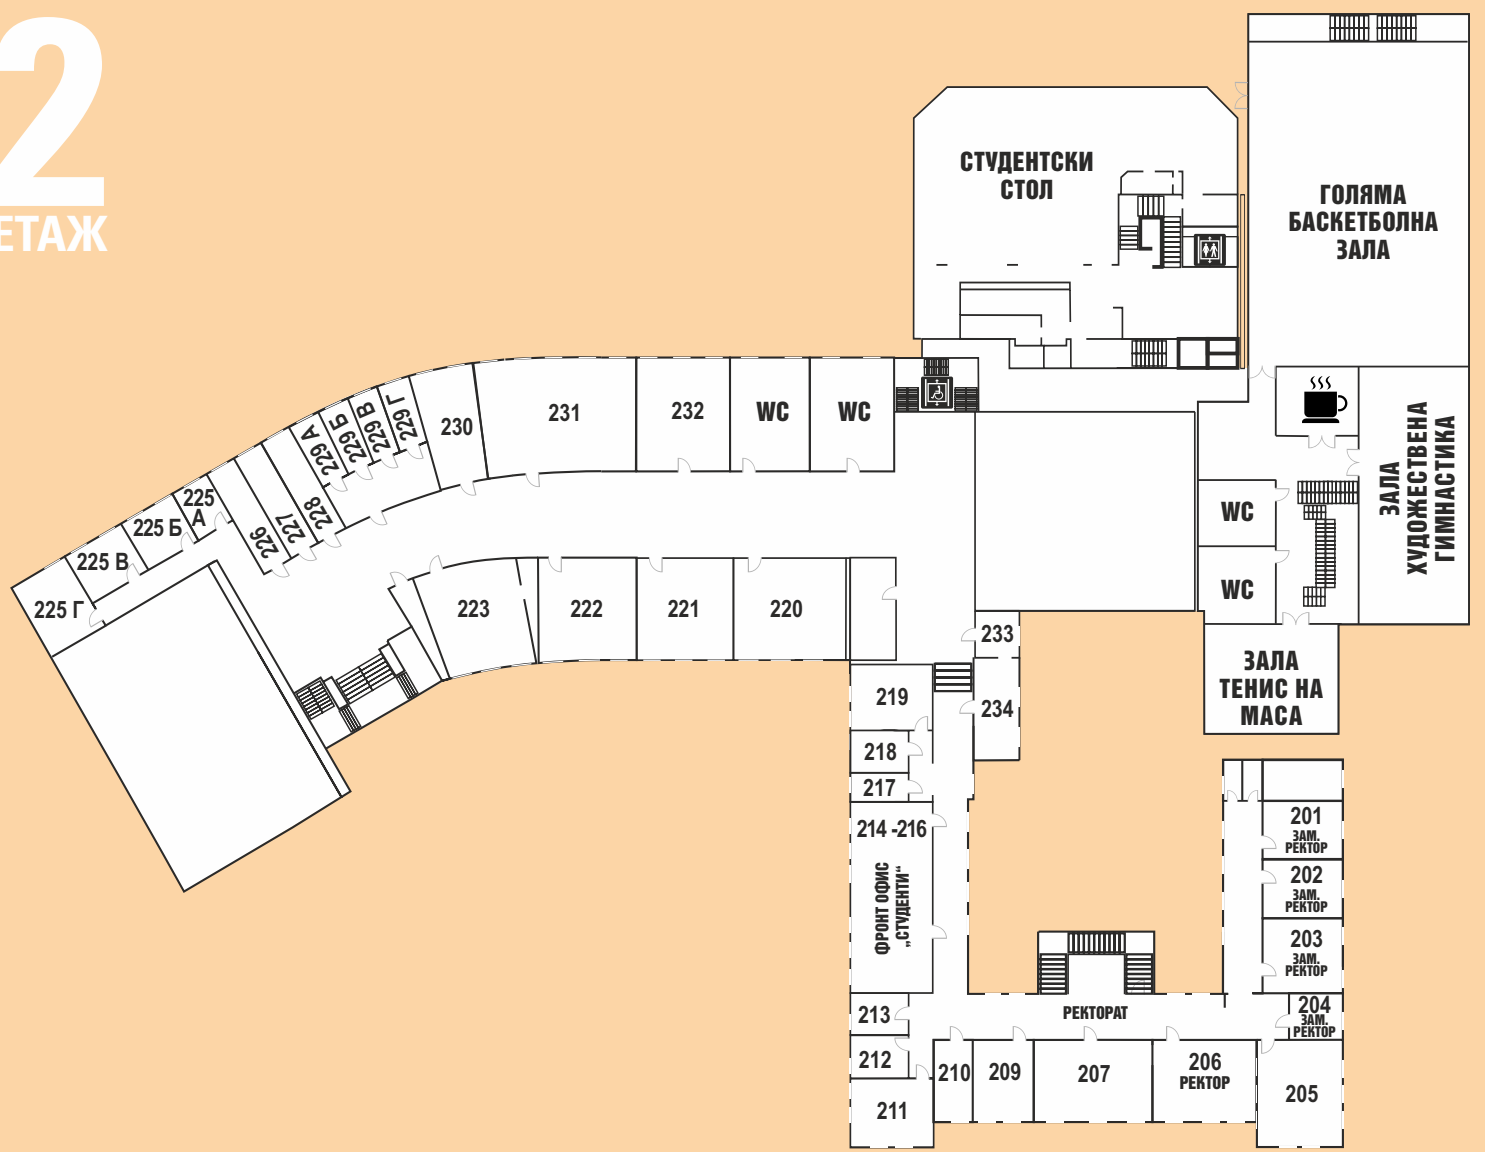 2
ЕТАЖ
СТУДЕНТСКИ
СТОЛ
ГОЛЯМА
БАСКЕТБОЛНА
ЗАЛА
225 Г
225 В
225 Б
225
А
226
227
228
229 А
229 Б
229 В
229 Г
230
231
232
WC
WC
223
222
221
220
WC
WC
ЗАЛА
ХУДОЖЕСТВЕНА
ГИМНАСТИКА
ЗАЛА
ТЕНИС НА
МАСА
233
234
219
218
217
214 -216
ФРОНТ ОФИС
„СТУДЕНТИ“
213
212
211
210
209
207
206
РЕКТОР
205
РЕКТОРАТ
201
ЗАМ.
РЕКТОР
202
ЗАМ.
РЕКТОР
203
ЗАМ.
РЕКТОР
204
ЗАМ.
РЕКТОР